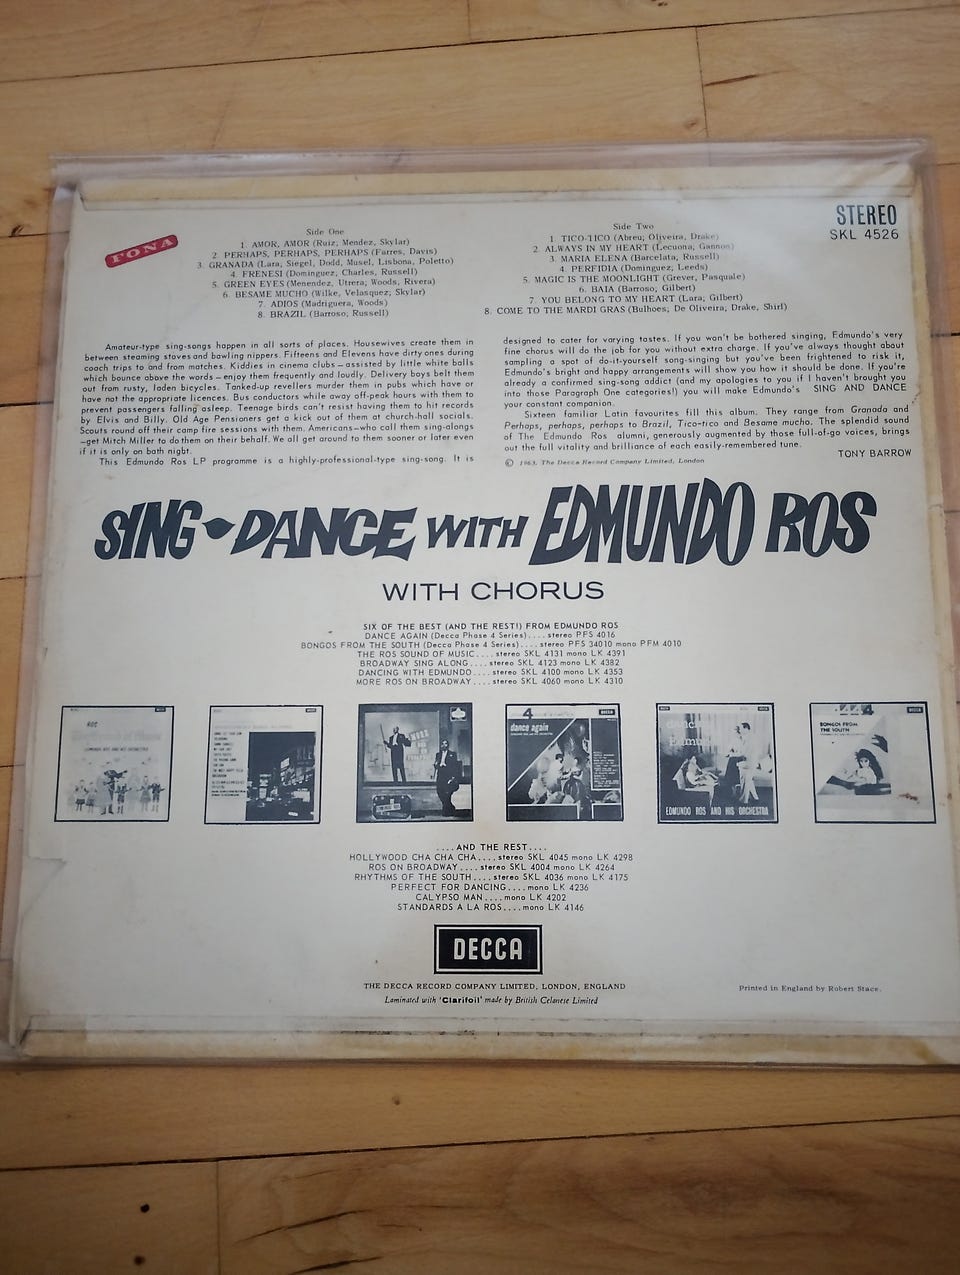 FONA
STEREO
SKL 4526
Side One
1. AMOR, AMOR (Ruiz, Mendez, Skylar)
2. PERHAPS, PERHAPS, PERHAPS (Farres, Davis)
3. GRANADA (Lara, Siegel, Dodd, Musel, Lisbona, Poletto)
4. FRENESI (Dominguez, Charles, Russell)
5. GREEN EYES (Menendez, Utrera; Woods, Rivera)
6. BESAME MUCHO (Wilke, Velasquez; Skylar)
7. ADIOS (Madriguera, Woods)
8. BRAZIL (Barroso; Russell)
Side Two
1. TICO-TICO (Abreu; Oliveira, Drake)
2. ALWAYS IN MY HEART (Lecuona; Gannon)
3. MARIA ELENA (Barcelata, Russell)
4. PERFIDIA (Dominguez; Leeds)
5. MAGIC IS THE MOONLIGHT (Grever, Pasquale)
6. BAIA (Barroso; Gilbert)
7. YOU BELONG TO MY HEART (Lara; Gilbert)
8. COME TO THE MARDI GRAS (Bulhoes; De Oliveira, Drake, Shirl)
Amateur-type sing-songs happen in all sorts of places. Housewives create them in
between steaming stoves and bawling nippers. Fifteens and Elevens have dirty ones during
coach trips to and from matches. Kiddies in cinema clubs—assisted by little white balls
which bounce above the words—enjoy them frequently and loudly. Delivery boys belt them
out from rusty, laden bicycles. Tanked-up revellers murder them in pubs which have or
have not the appropriate licences. Bus conductors while away off-peak hours with them to
prevent passengers falling asleep. Teenage birds can't resist having them to hit records
by Elvis and Billy. Old Age Pensioners get a kick out of them at church-hall socials.
Scouts round off their camp fire sessions with them. Americans—who call them sing-alongs
—get Mitch Miller to do them on their behalf. We all get around to them sooner or later even
if it is only on bath night.
This Edmundo Ros LP programme is a highly-professional-type sing-song. It is
designed to cater for varying tastes. If you won't be bothered singing, Edmundo's very
fine chorus will do the job for you without extra charge. If you've always thought about
sampling a spot of do-it-yourself song-singing but you've been frightened to risk it,
Edmundo's bright and happy arrangements will show you how it should be done. If you're
already a confirmed sing-song addict (and my apologies to you if I haven't brought you
into those Paragraph One categories!) you will make Edmundo's SING AND DANCE
your constant companion.
Sixteen familiar Latin favourites fill this album. They range from Granada and
Perhaps, perhaps, perhaps to Brazil, Tico-tico and Besame mucho. The splendid sound
of The Edmundo Ros alumni, generously augmented by those full-of-go voices, brings
out the full vitality and brilliance of each easily-remembered tune.
TONY BARROW
© 1963, The Decca Record Company Limited, London
SING DANCE WITH EDMUNDO ROS
WITH CHORUS
SIX OF THE BEST (AND THE REST!) FROM EDMUNDO ROS
DANCE AGAIN (Decca Phase 4 Series).... stereo PFS 4016
BONGOS FROM THE SOUTH (Decca Phase 4 Series).... stereo PFS 34010 mono PFM 4010
THE ROS SOUND OF MUSIC.... stereo SKL 4131 mono LK 4391
BROADWAY SING ALONG.... stereo SKL 4123 mono LK 4382
DANCING WITH EDMUNDO.... stereo SKL 4100 mono LK 4353
MORE ROS ON BROADWAY.... stereo SKL 4060 mono LK 4310
dance again
EDMUNDO ROS AND HIS ORCHESTRA
BONGOS FROM
THE SOUTH
....AND THE REST....
HOLLYWOOD CHA CHA CHA.... stereo SKL 4045 mono LK 4298
ROS ON BROADWAY.... stereo SKL 4004 mono LK 4264
RHYTHMS OF THE SOUTH.... stereo SKL 4036 mono LK 4175
PERFECT FOR DANCING.... mono LK 4236
CALYPSO MAN.... mono LK 4202
STANDARDS A LA ROS.... mono LK 4146
DECCA
THE DECCA RECORD COMPANY LIMITED, LONDON, ENGLAND
Laminated with 'Clarifoil' made by British Celanese Limited
Printed in England by Robert Stace.